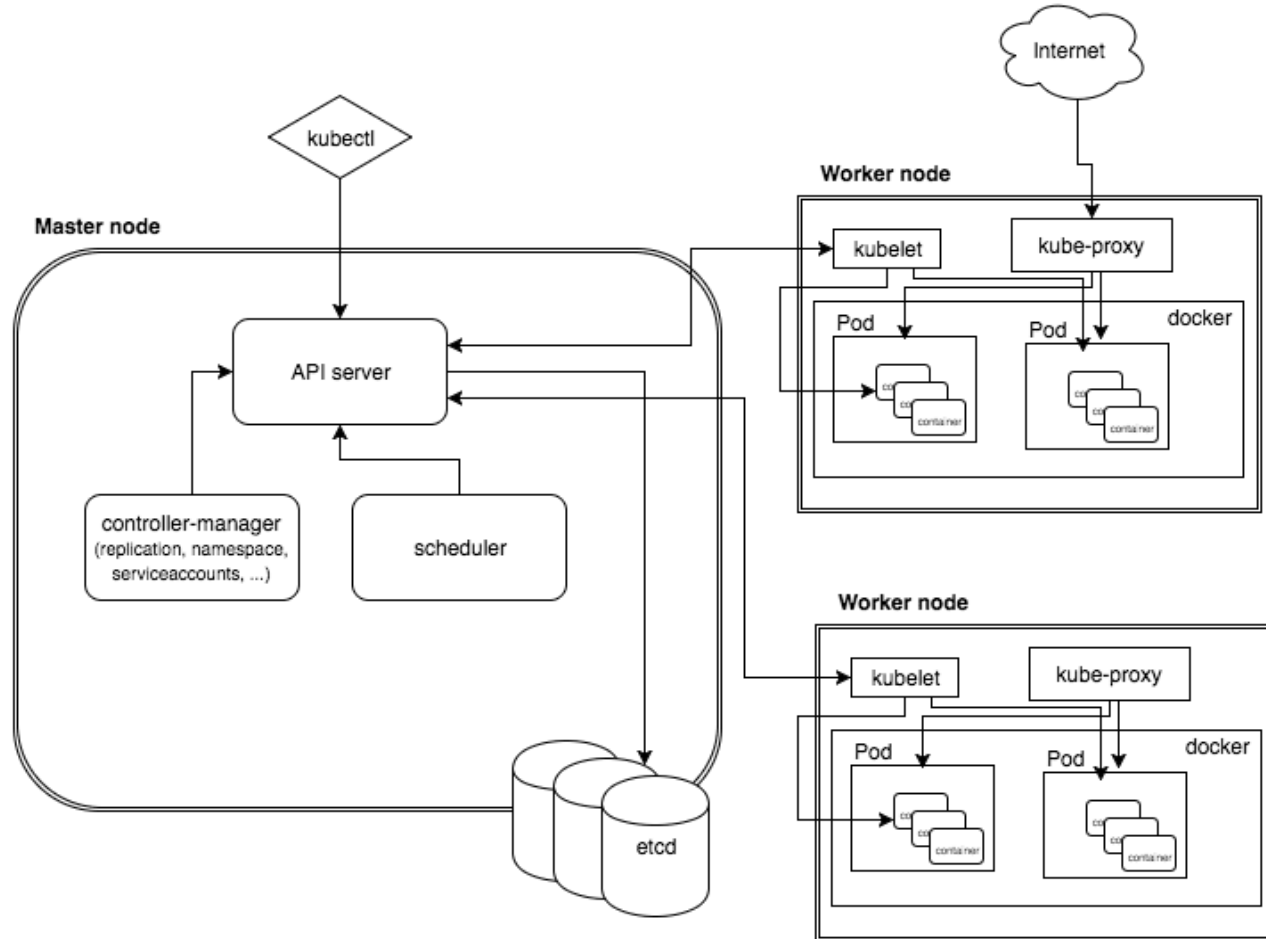 Internet
kubectl
Worker node
Master node
kubelet
kube-proxy
docker
Pod
Pod
container
container
API server
controller-manager
(replication, namespace,
serviceaccounts, ...)
scheduler
Worker node
kubelet
kube-proxy
docker
Pod
Pod
container
container
etcd